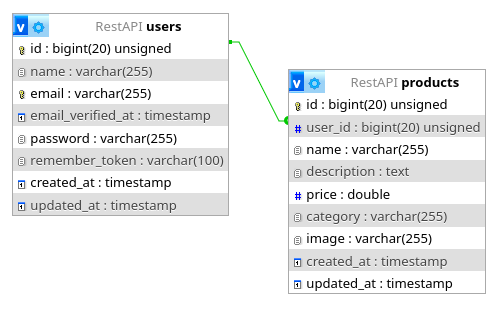 v RestAPI users
id : bigint(20) unsigned
name : varchar(255)
email : varchar(255)
email_verified_at : timestamp
password : varchar(255)
remember_token : varchar(100)
created_at : timestamp
updated_at : timestamp
v RestAPI products
id : bigint(20) unsigned
# user_id : bigint(20) unsigned
name : varchar(255)
description : text
# price : double
category : varchar(255)
image : varchar(255)
created_at : timestamp
updated_at : timestamp